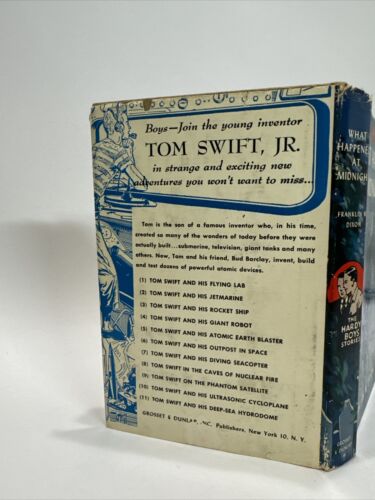 Boys—Join the young inventor
TOM SWIFT, JR.
in strange and exciting new
adventures you won't want to miss...
Tom is the son of a famous inventor who, in his time,
created so many of the wonders of today before they were
actually built...submarine, television, giant tanks and many
others. Now, Tom and his friend, Bud Barclay, invent, build
and test dozens of powerful atomic devices.
(1) TOM SWIFT AND HIS FLYING LAB
(2) TOM SWIFT AND HIS JETMARINE
(3) TOM SWIFT AND HIS ROCKET SHIP
(4) TOM SWIFT AND HIS GIANT ROBOT
(5) TOM SWIFT AND HIS ATOMIC EARTH BLASTER
(6) TOM SWIFT AND HIS OUTPOST IN SPACE
(7) TOM SWIFT AND HIS DIVING SEACOPTER
(8) TOM SWIFT IN THE CAVES OF NUCLEAR FIRE
(9) TOM SWIFT ON THE PHANTOM SATELLITE
(10) TOM SWIFT AND HIS ULTRASONIC CYCLOPLANE
(11) TOM SWIFT AND HIS DEEP-SEA HYDRODOME
GROSSET & DUNLAP, INC. Publishers, New York 10, N. Y.
WHAT
HAPPENED
AT
MIDNIGHT
FRANKLIN W.
DIXON
THE
HARDY
BOYS
STORIES
GROSSET
& DUNLAP